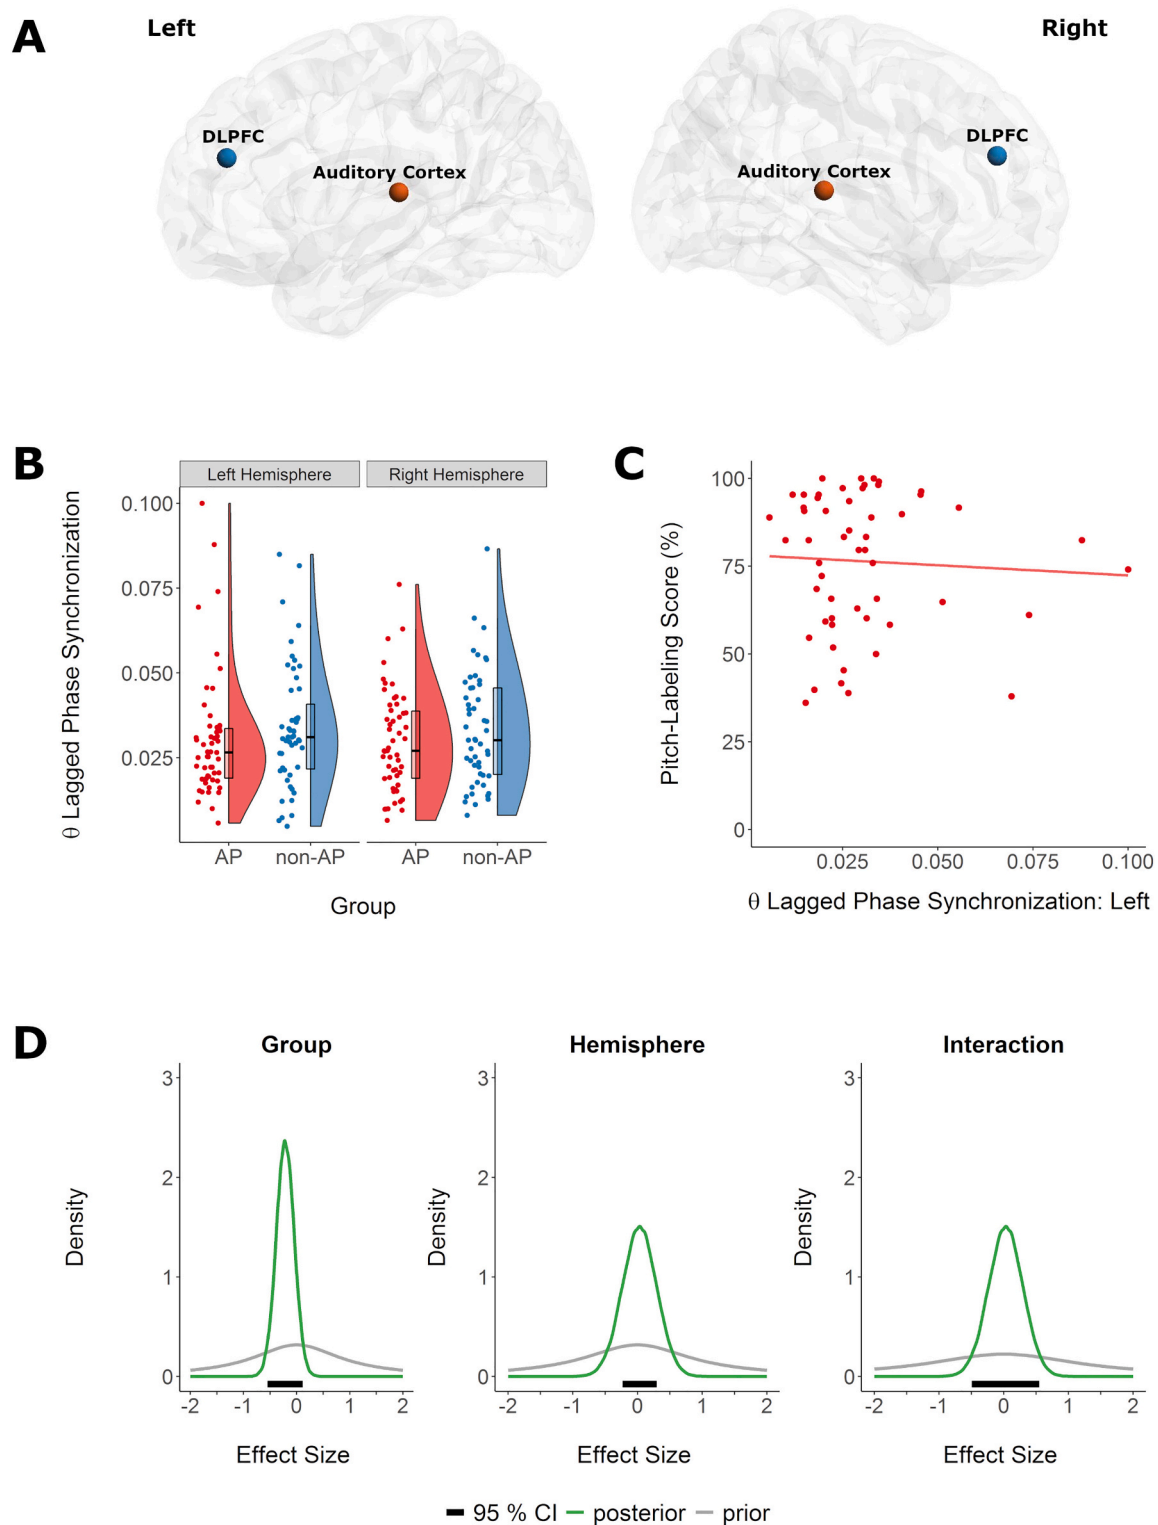 A
Left
Right
DLPFC
Auditory Cortex
DLPFC
Auditory Cortex
B
Left Hemisphere
Right Hemisphere
θ Lagged Phase Synchronization
0.100
0.075
0.050
0.025
AP
non-AP
AP
non-AP
Group
C
Pitch-Labeling Score (%)
100
75
50
25
0
0.025
0.050
0.075
0.100
θ Lagged Phase Synchronization: Left
D
Group
Density
3
2
1
0
-2
-1
0
1
2
Effect Size
Hemisphere
Density
3
2
1
0
-2
-1
0
1
2
Effect Size
Interaction
Density
3
2
1
0
-2
-1
0
1
2
Effect Size
95 % CI posterior prior